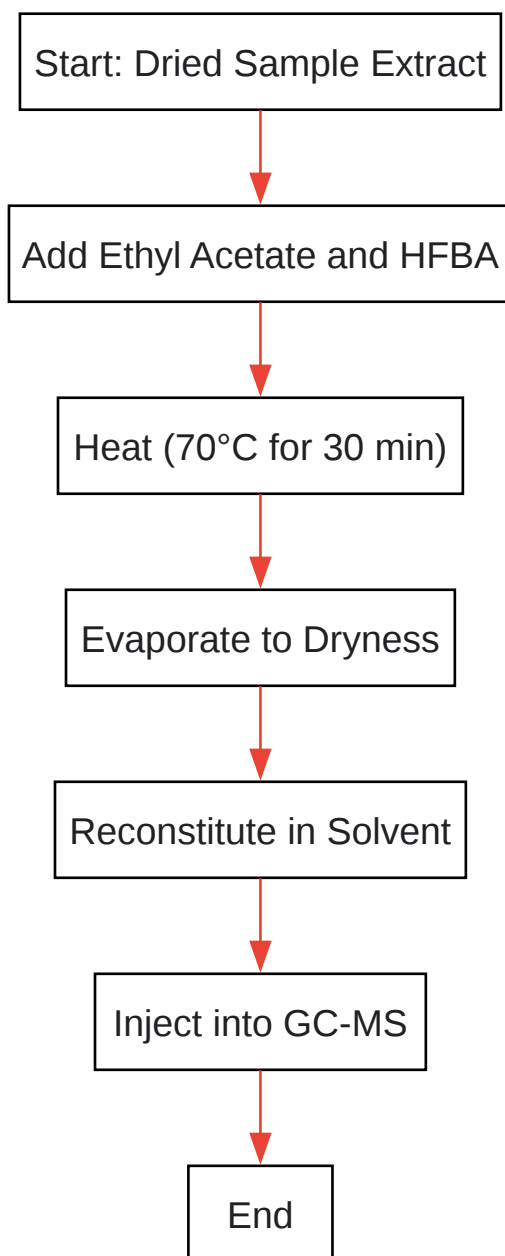 Start: Dried Sample Extract
Add Ethyl Acetate and HFBA
Heat (70°C for 30 min)
Evaporate to Dryness
Reconstitute in Solvent
Inject into GC-MS
End